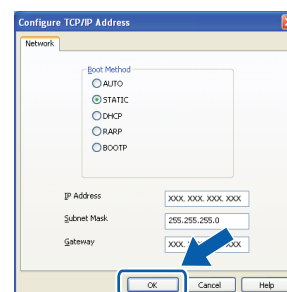 Configure TCP/IP Address
Network
Boot Method
AUTO
STATIC
DHCP
RARP
BOOTP
IP Address XXX. XXX. XXX. XXX
Subnet Mask 255.255.255.0
Gateway XXX. XXX
OK Cancel Help